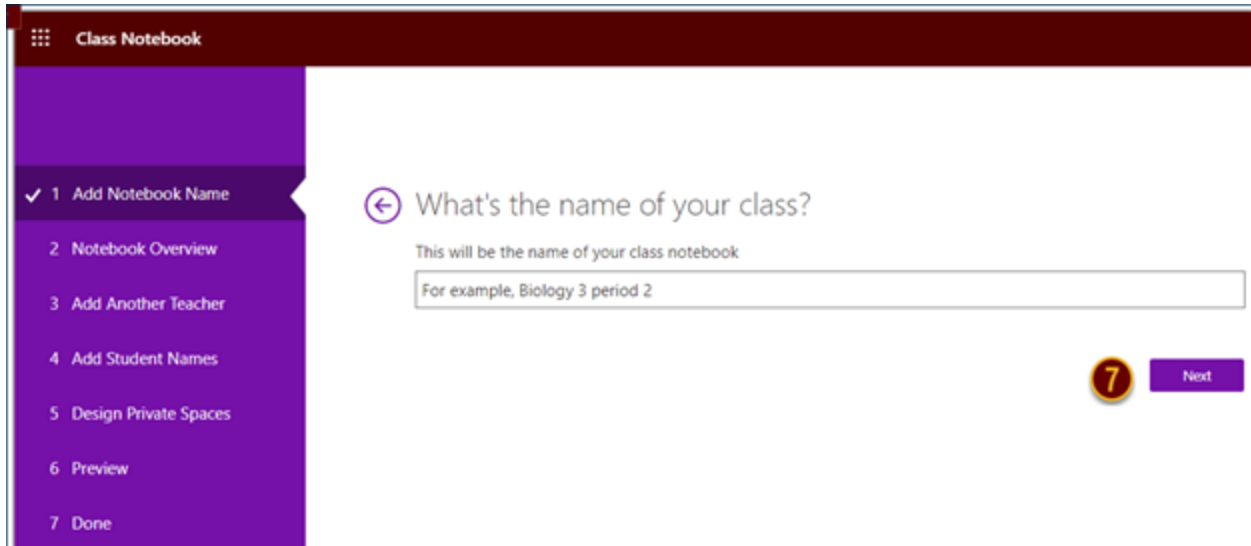 Class Notebook
✓ 1 Add Notebook Name
2 Notebook Overview
3 Add Another Teacher
4 Add Student Names
5 Design Private Spaces
6 Preview
7 Done
What's the name of your class?
This will be the name of your class notebook
For example, Biology 3 period 2
7 Next